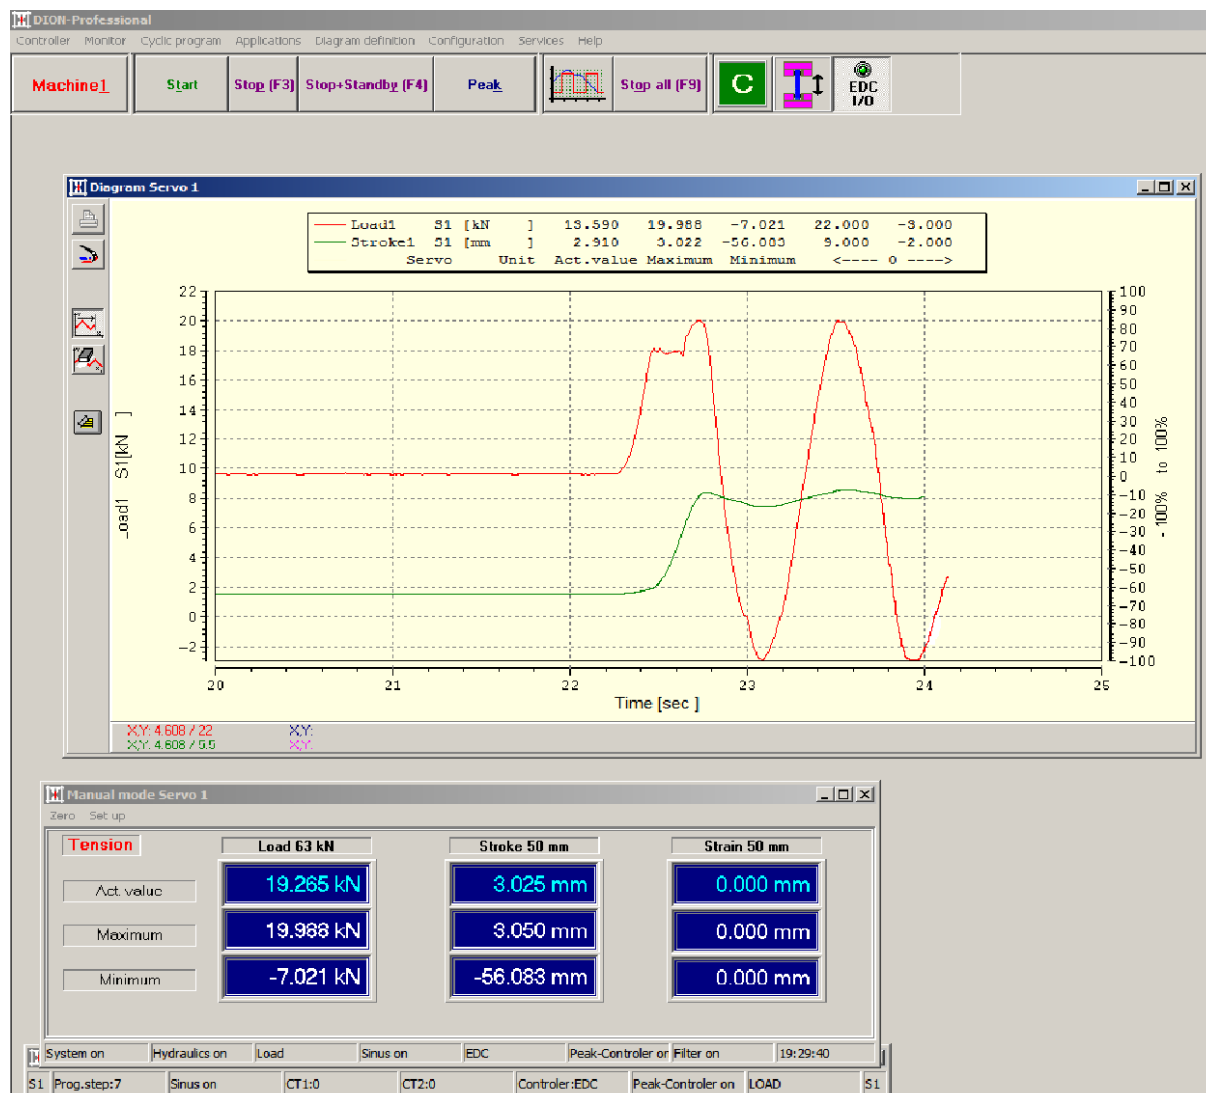 DION-Professional
Controller Monitor Cyclic program Applications Diagram definition Configuration Services Help
Machine1 Start Stop (F3) Stop+Standby (F4) Peak Stop all (F9) C EDC I/O
Diagram Servo 1
Load1 S1 [kN ] 13.590 19.988 -7.021 22.000 -3.000
Stroke1 S1 [mm ] 2.910 3.022 -56.083 9.000 -2.000
Servo Unit Act.value Maximum Minimum <---- 0 ---->
22
20
18
16
14
12
10
8
6
4
2
0
-2
_oad1 S1[kN ]
100
90
80
70
60
50
40
30
20
10
0
-10
-20
-30
-40
-50
-60
-70
-80
-90
-100
- 100% to 100%
20 21 22 23 24 25
Time [sec ]
X,Y: 4.608 / 22 X,Y:
X,Y: 4.608 / 5.5 X,Y:
Manual mode Servo 1
Zero Set up
Tension Load 63 kN Stroke 50 mm Strain 50 mm
Act. value 19.265 kN 3.025 mm 0.000 mm
Maximum 19.988 kN 3.050 mm 0.000 mm
Minimum -7.021 kN -56.083 mm 0.000 mm
System on Hydraulics on Load Sinus on EDC Peak-Controler or Filter on 19:29:40
S1 Prog.step:7 Sinus on CT1:0 CT2:0 Controler:EDC Peak-Controler on LOAD S1